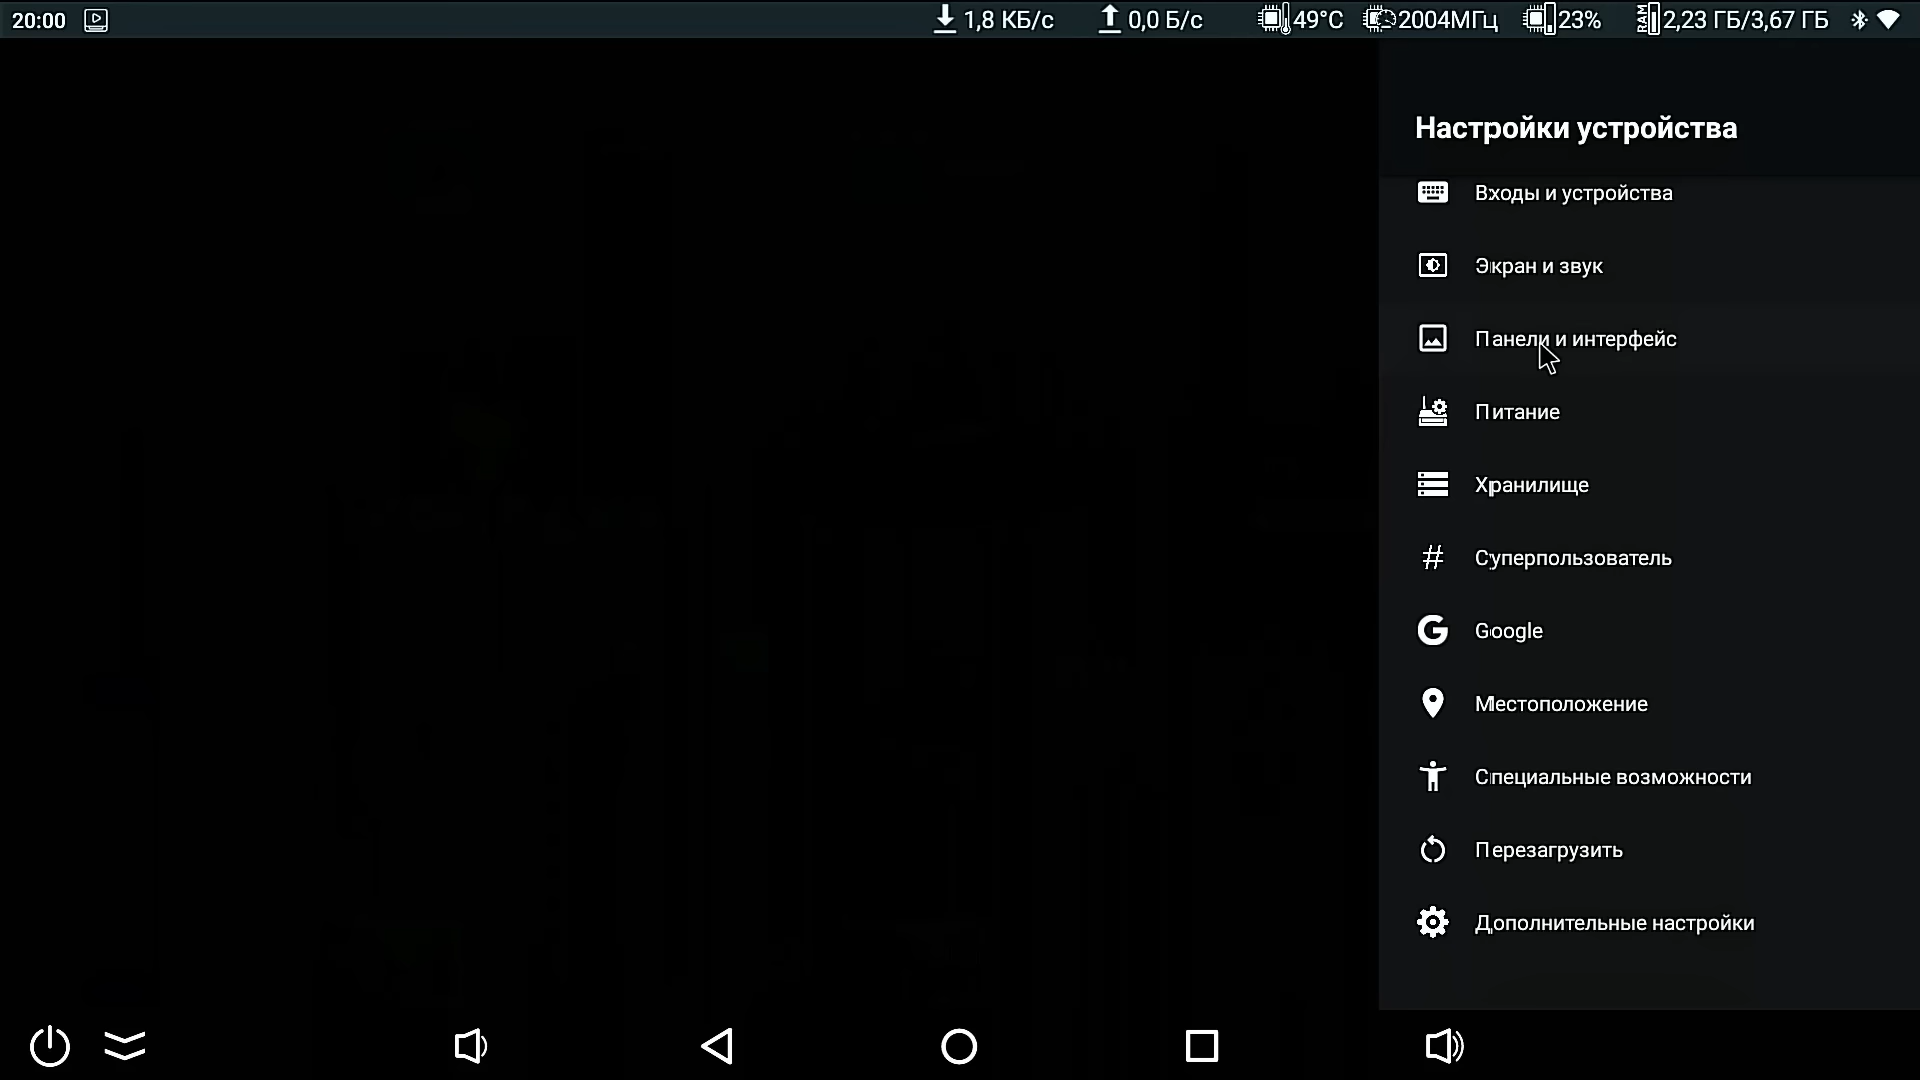 20:00 1,8 КБ/с 0,0 Б/с 49°C 2004МГц 23% RAM 2,23 ГБ/3,67 ГБ
Настройки устройства
Входы и устройства
Экран и звук
Панели и интерфейс
Питание
Хранилище
# Суперпользователь
Google
Местоположение
Специальные возможности
Перезагрузить
Дополнительные настройки